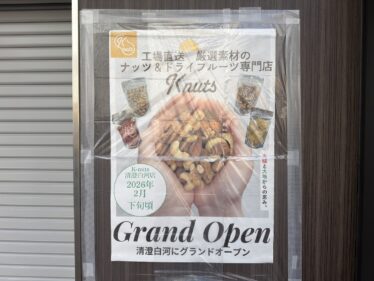 工場直送 厳選素材の
ナッツ＆ドライフルーツ専門店
Knuts
K-nuts
清澄白河店
2026年
2月
下旬頃
Grand Open
清澄白河にグランドオープン